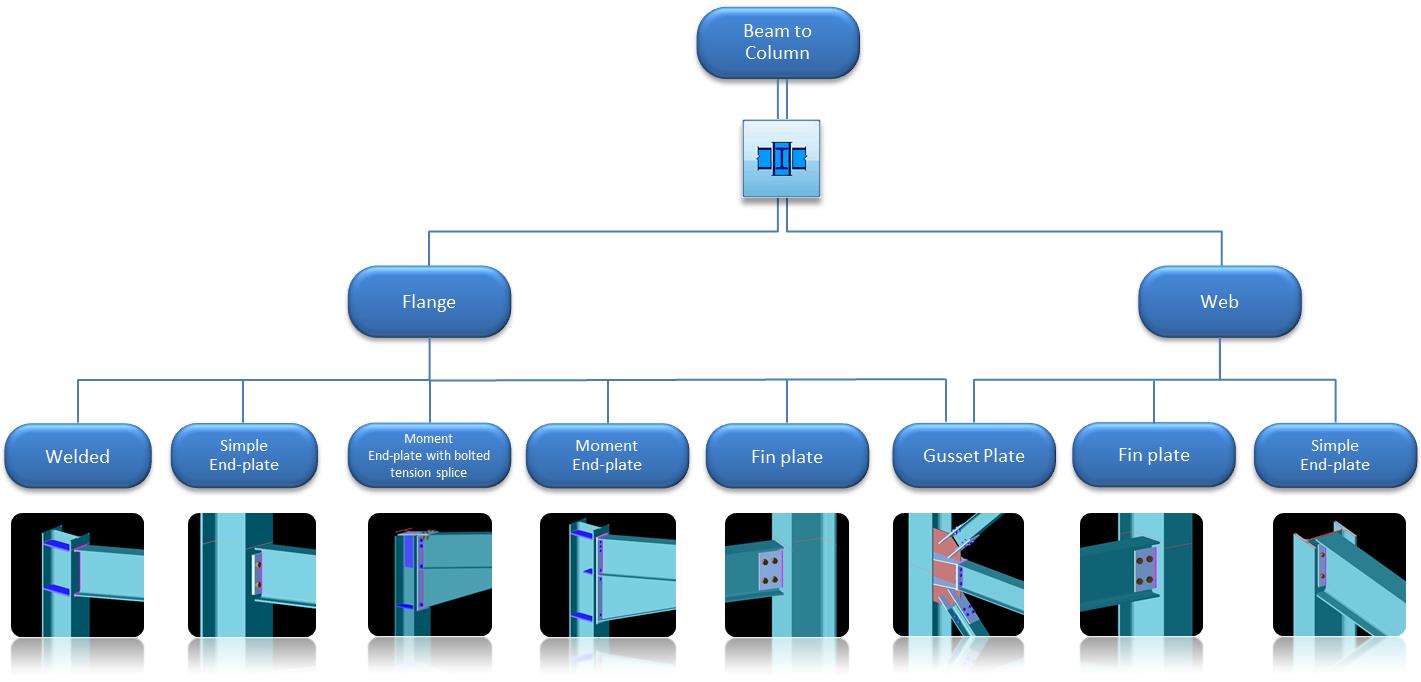 Beam to
Column
Flange
Web
Welded
Simple
End-plate
Moment
End-plate with bolted
tension splice
Moment
End-plate
Fin plate
Gusset Plate
Fin plate
Simple
End-plate